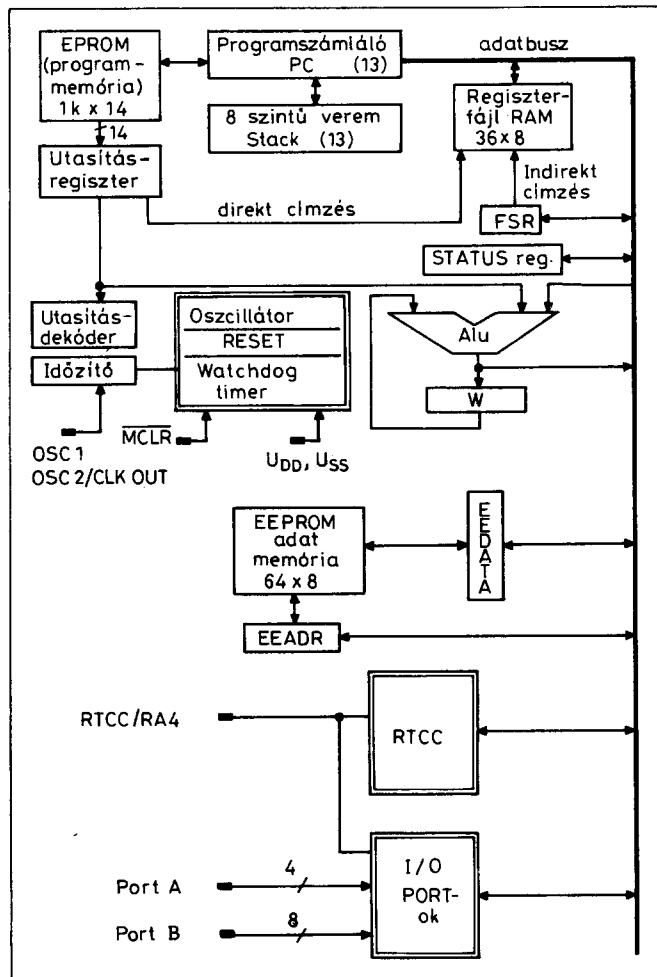 EPROM
(program-
memória)
1k x 14
14
Programszámiáló
PC (13)
8 szintű verem
Stack (13)
adatbusz
Regiszter-
fájl RAM
36 x 8
Indirekt
címzés
FSR
Utasítás-
regiszter
direkt címzés
STATUS reg.
Utasítás-
dekóder
Időzítő
Oszcillátor
RESET
Watchdog
timer
Alu
W
OSC 1
OSC 2/CLK OUT
MCLR
UDD, USS
EEPROM
adat
memória
64 x 8
EEDATA
EEADR
RTCC/RA4
RTCC
Port A
4
Port B
8
I/O
PORT-
ok